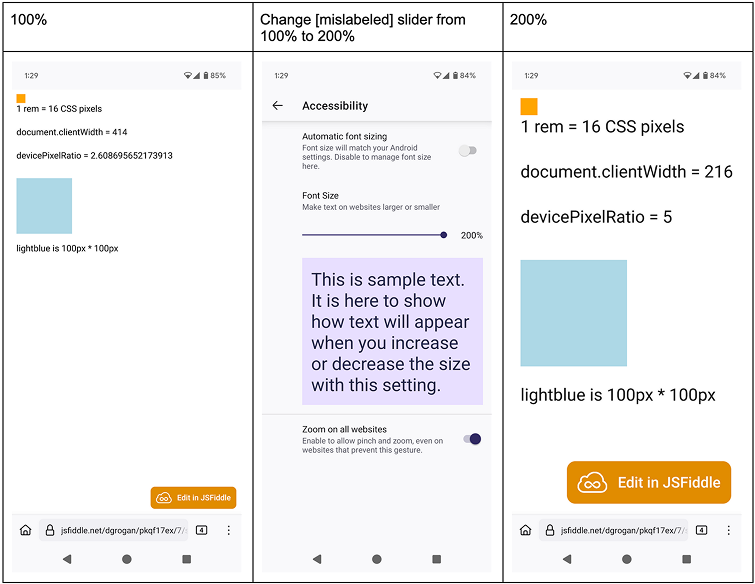 100%
Change [mislabeled] slider from
100% to 200%
200%
1:29
85%
1 rem = 16 CSS pixels
document.clientWidth = 414
devicePixelRatio = 2.608695652173913
lightblue is 100px * 100px
Edit in JSFiddle
jsfiddle.net/dgrogan/pkqf17ex/7/
4
1:29
84%
Accessibility
Automatic font sizing
Font size will match your Android
settings. Disable to manage font size
here.
Font Size
Make text on websites larger or smaller
200%
This is sample text.
It is here to show
how text will appear
when you increase
or decrease the size
with this setting.
Zoom on all websites
Enable to allow pinch and zoom, even on
websites that prevent this gesture.
1:29
84%
1 rem = 16 CSS pixels
document.clientWidth = 216
devicePixelRatio = 5
lightblue is 100px * 100px
Edit in JSFiddle
jsfiddle.net/dgrogan/pkqf17ex/7/
4